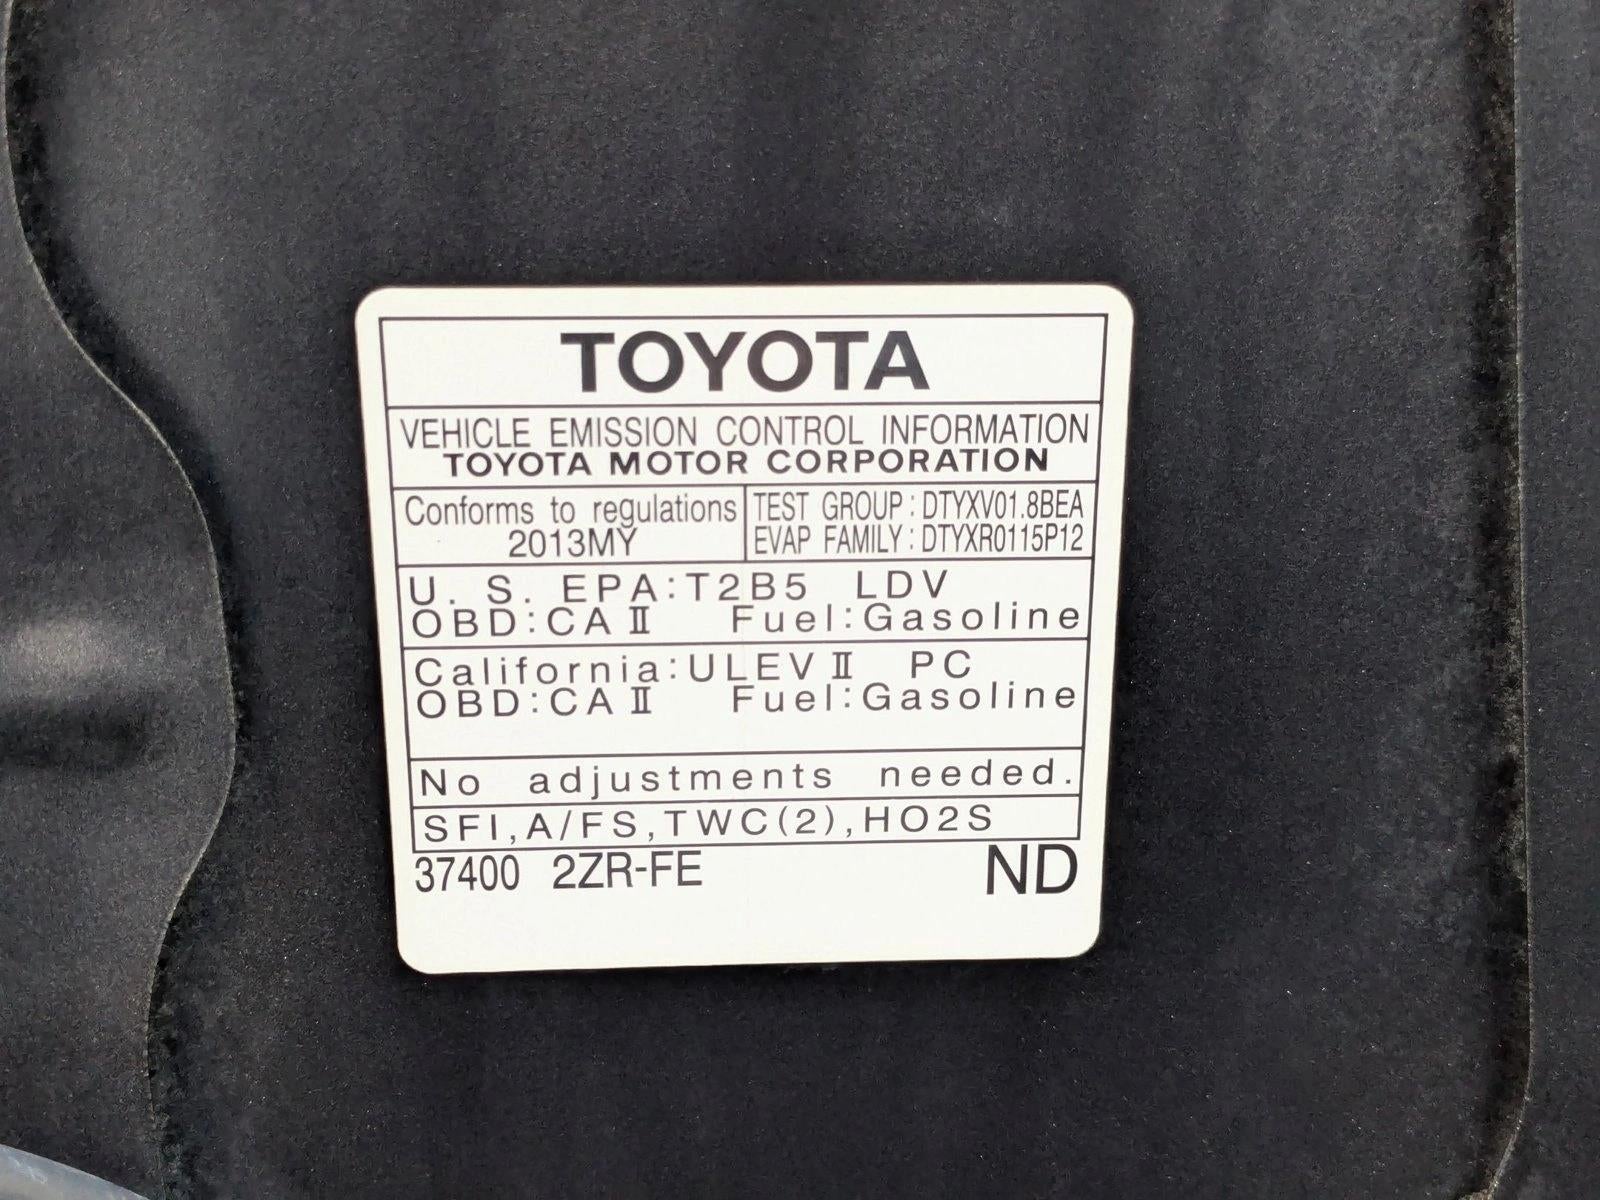 TOYOTA
VEHICLE EMISSION CONTROL INFORMATION
TOYOTA MOTOR CORPORATION
Conforms to regulations
2013MY
TEST GROUP : DTYXV01.8BEA
EVAP FAMILY : DTYXR0115P12
U. S. EPA:T2B5 LDV
OBD:CAⅡ Fuel:Gasoline
California:ULEVⅡ PC
OBD:CAⅡ Fuel:Gasoline
No adjustments needed.
SFI,A/FS,TWC(2),HO2S
37400 2ZR-FE ND